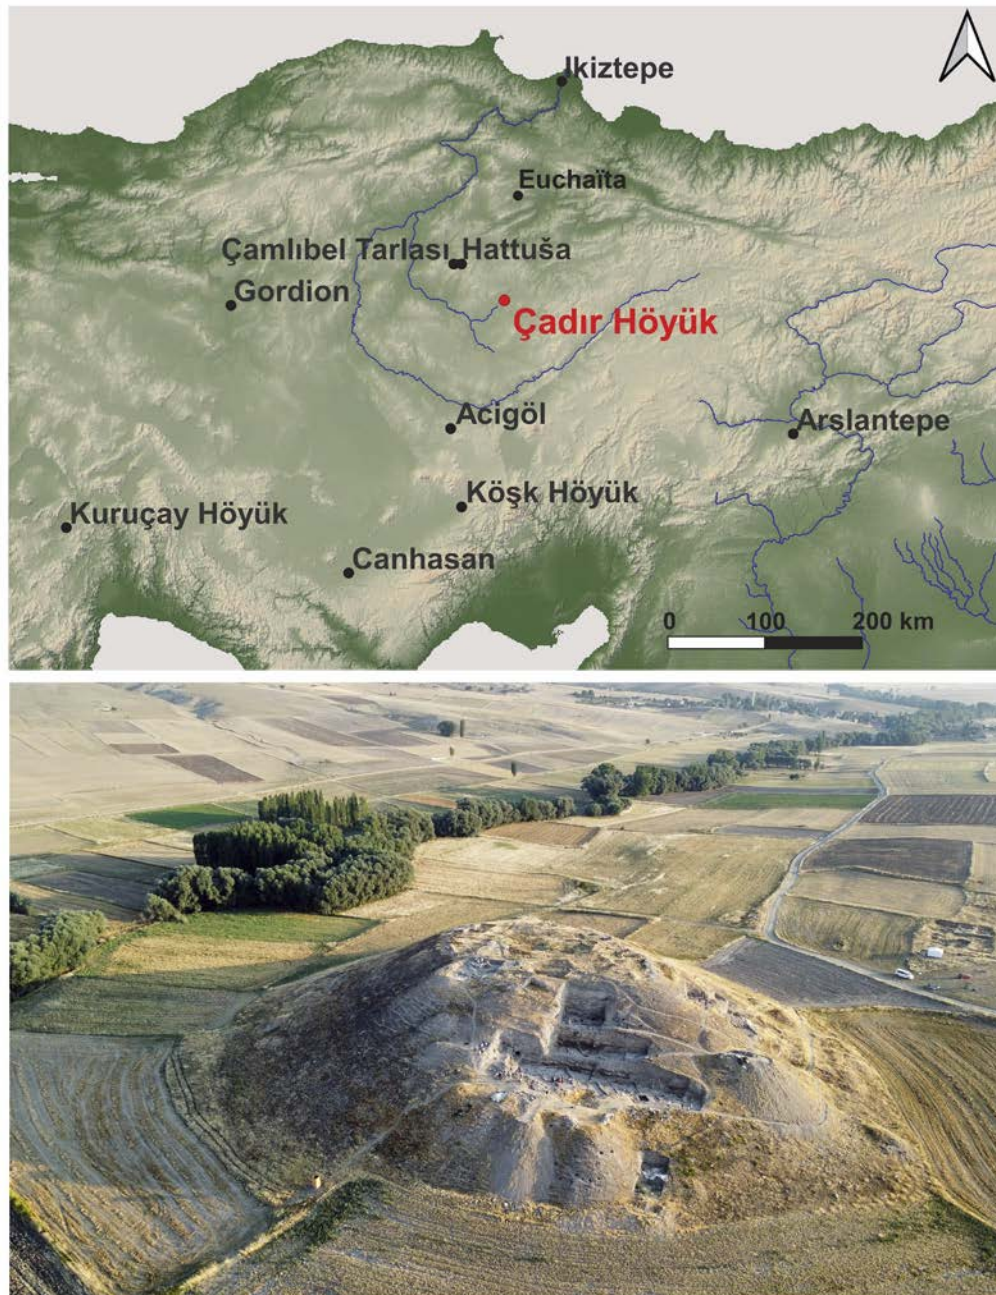 Ikiztepe
Euchaïta
Çamlıbel Tarlası Hattuša
Gordion
Çadır Höyük
Acigöl
Arslantepe
Köşk Höyük
Kuruçay Höyük
Canhasan
0 100 200 km